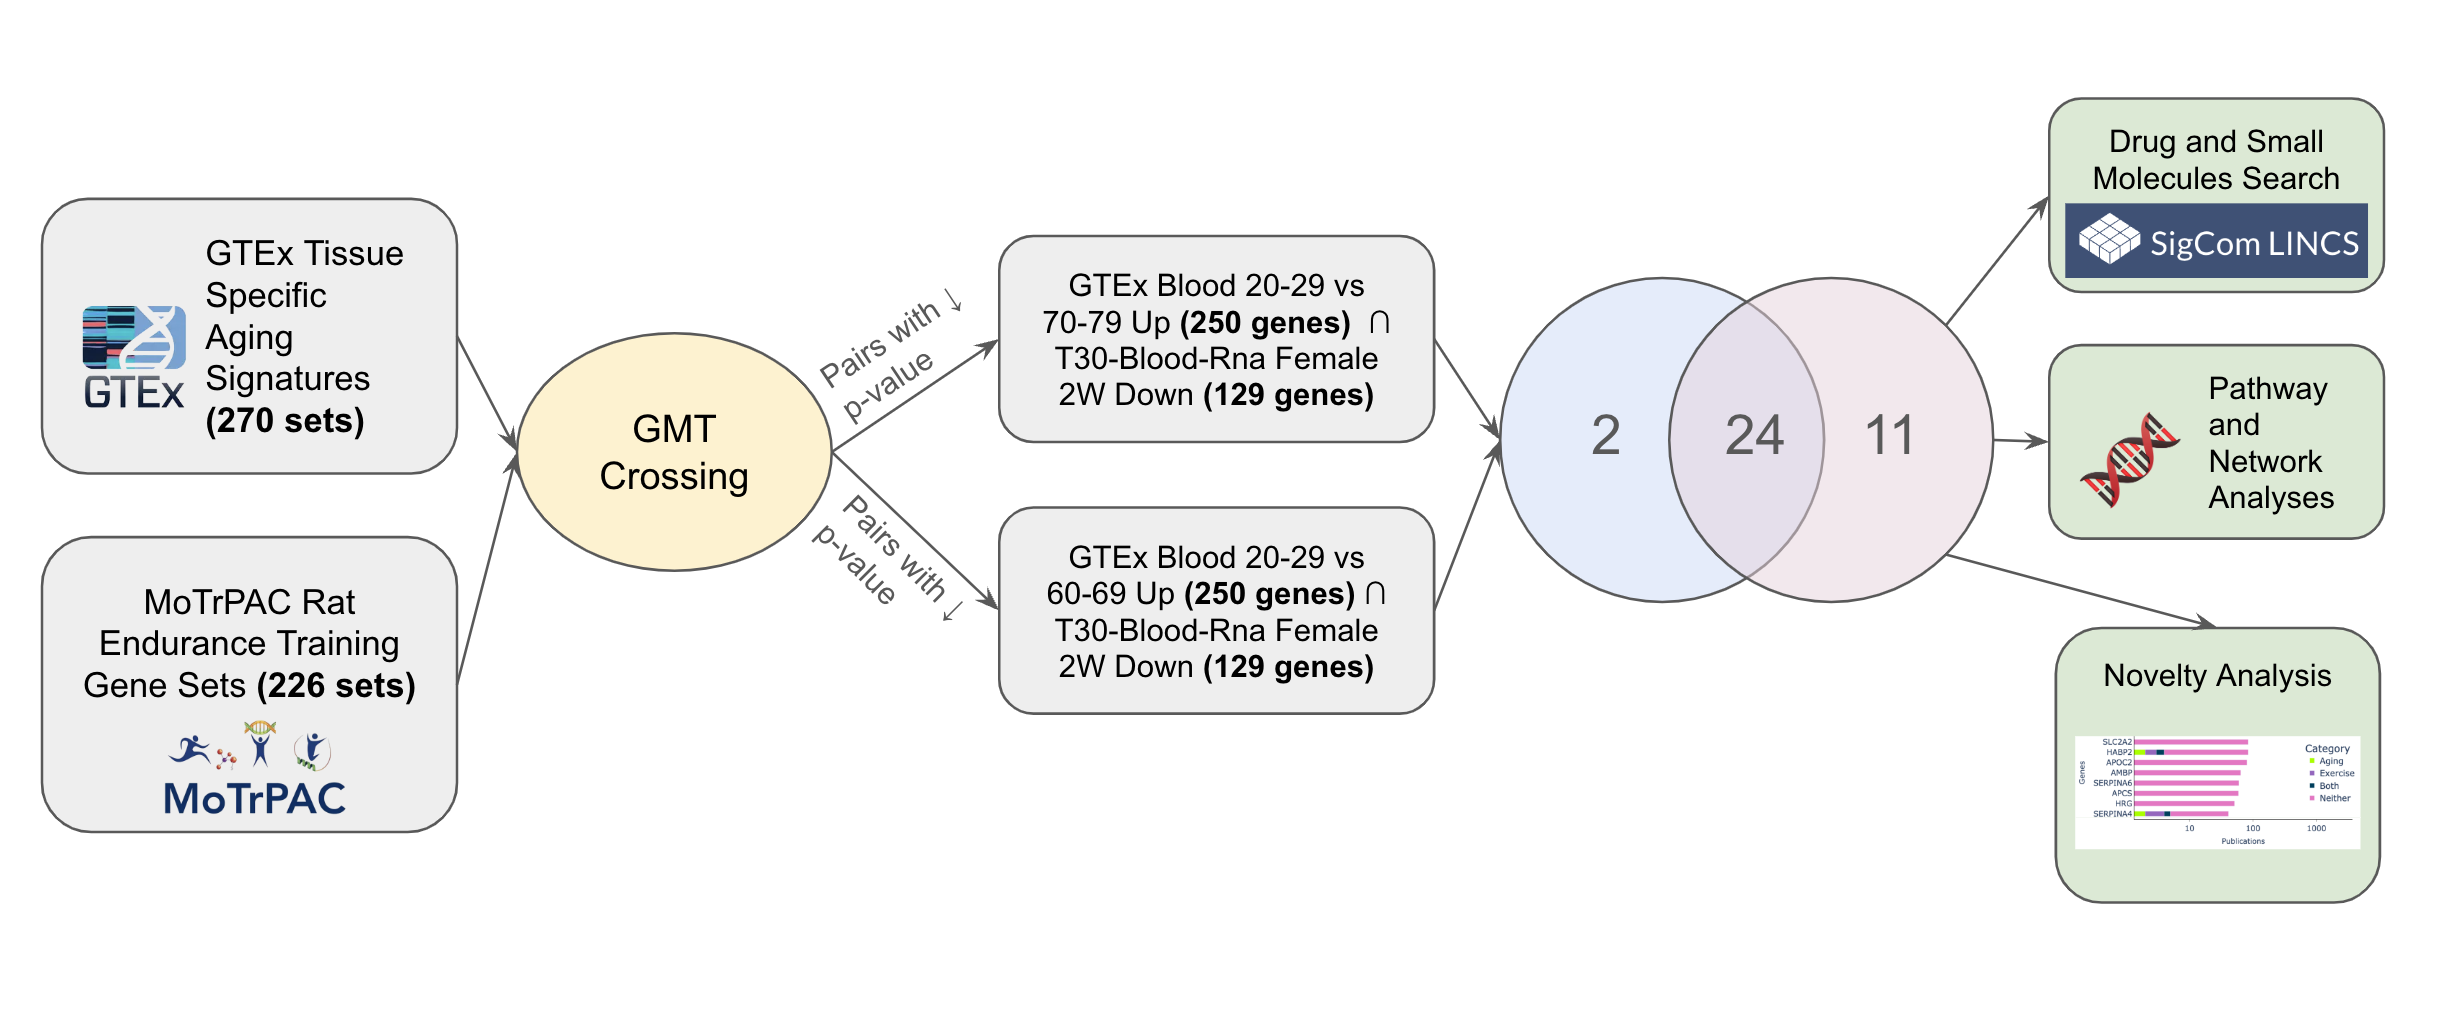 GTEx Tissue
Specific
Aging
Signatures
(270 sets)
GTEx
MoTrPAC Rat
Endurance Training
Gene Sets (226 sets)
MoTrPAC
GMT
Crossing
Pairs with ↓
p-value
Pairs with ↓
p-value
GTEx Blood 20-29 vs
70-79 Up (250 genes) ∩
T30-Blood-Rna Female
2W Down (129 genes)
GTEx Blood 20-29 vs
60-69 Up (250 genes) ∩
T30-Blood-Rna Female
2W Down (129 genes)
2
24
11
Drug and Small
Molecules Search
SigCom LINCS
Pathway
and
Network
Analyses
Novelty Analysis
Genes
SLC2A2
HABP2
APOC2
AMBP
SERPINA6
APCS
HRG
SERPINA4
10
100
1000
Publications
Category
Aging
Exercise
Both
Neither